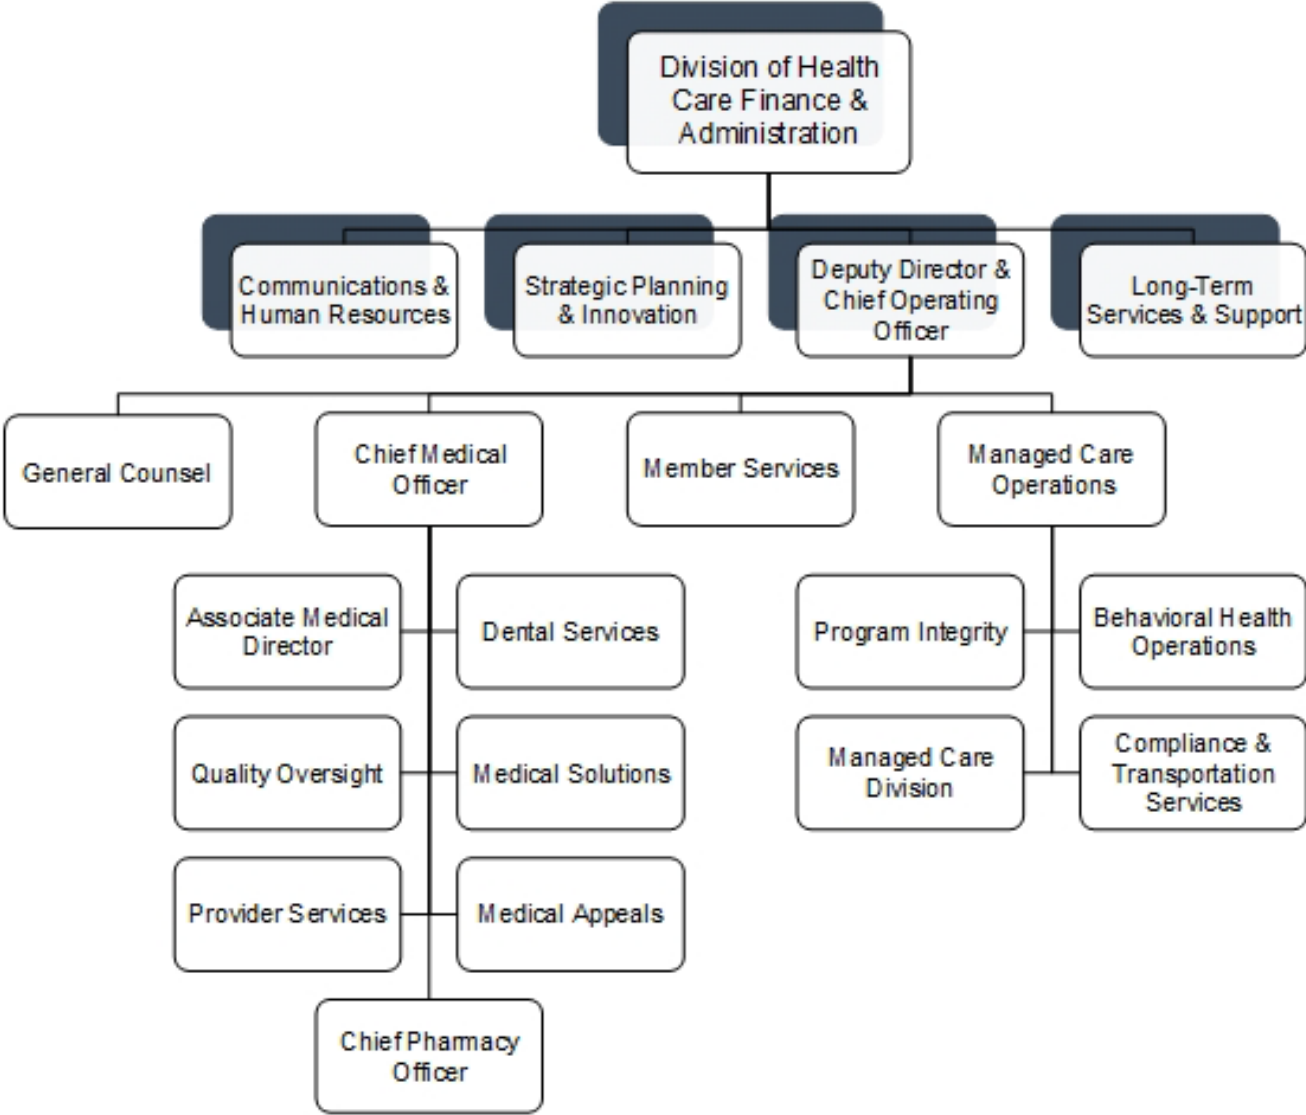 Division of Health
Care Finance &
Administration
Communications &
Human Resources
Strategic Planning
& Innovation
Deputy Director &
Chief Operating
Officer
Long-Term
Services & Support
General Counsel
Chief Medical
Officer
Member Services
Managed Care
Operations
Associate Medical
Director
Dental Services
Program Integrity
Behavioral Health
Operations
Quality Oversight
Medical Solutions
Managed Care
Division
Compliance &
Transportation
Services
Provider Services
Medical Appeals
Chief Pharmacy
Officer